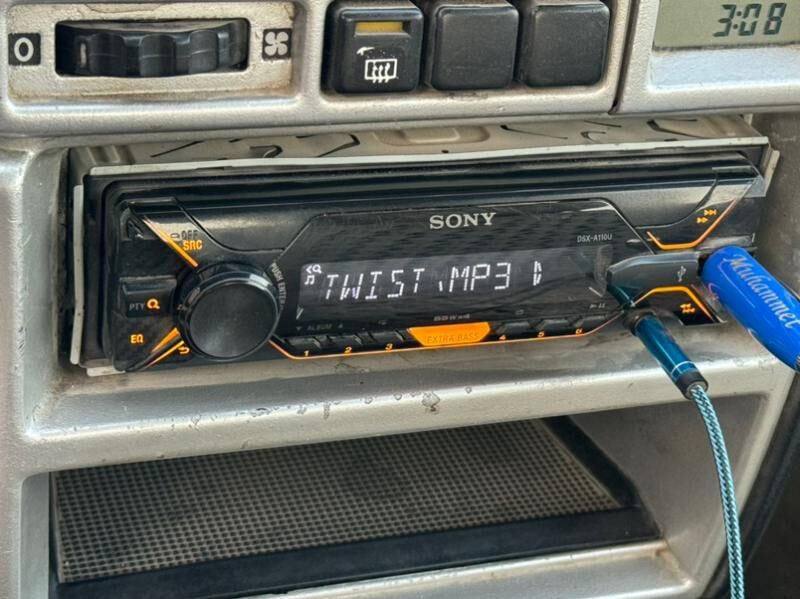 O
3:08
SONY
DSX-A110U
OFF
SRC
PUSH ENTER
TWIST (MP3
PTY
EQ
ALBUM
55W×4
EXTRA BASS
1 2 3 4 5 6
Muhammet